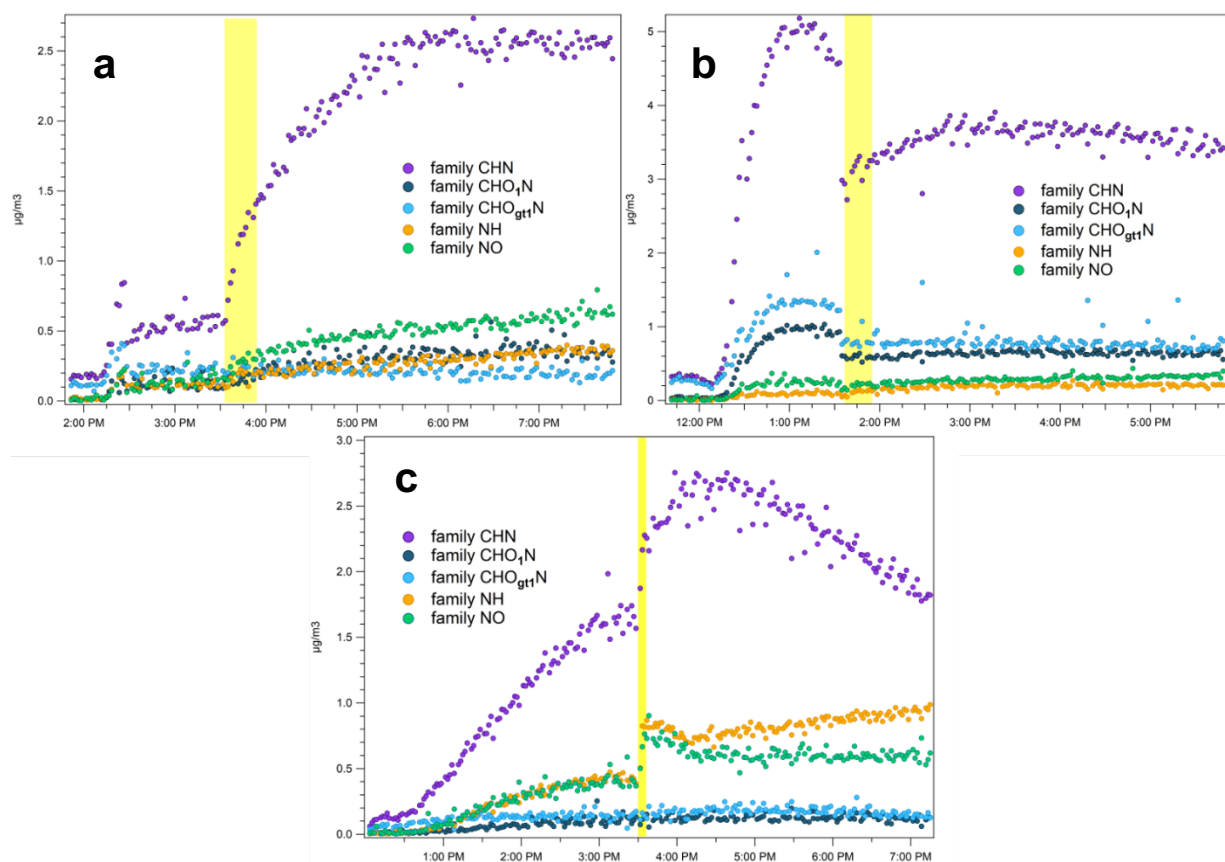 a
2.5
2.0
1.5
1.0
0.5
0.0
µg/m3
family CHN
family CHO1N
family CHOgt1N
family NH
family NO
2:00 PM 3:00 PM 4:00 PM 5:00 PM 6:00 PM 7:00 PM
b
5
4
3
2
1
0
µg/m3
family CHN
family CHO1N
family CHOgt1N
family NH
family NO
12:00 PM 1:00 PM 2:00 PM 3:00 PM 4:00 PM 5:00 PM
c
3.0
2.5
2.0
1.5
1.0
0.5
0.0
µg/m3
family CHN
family CHO1N
family CHOgt1N
family NH
family NO
1:00 PM 2:00 PM 3:00 PM 4:00 PM 5:00 PM 6:00 PM 7:00 PM